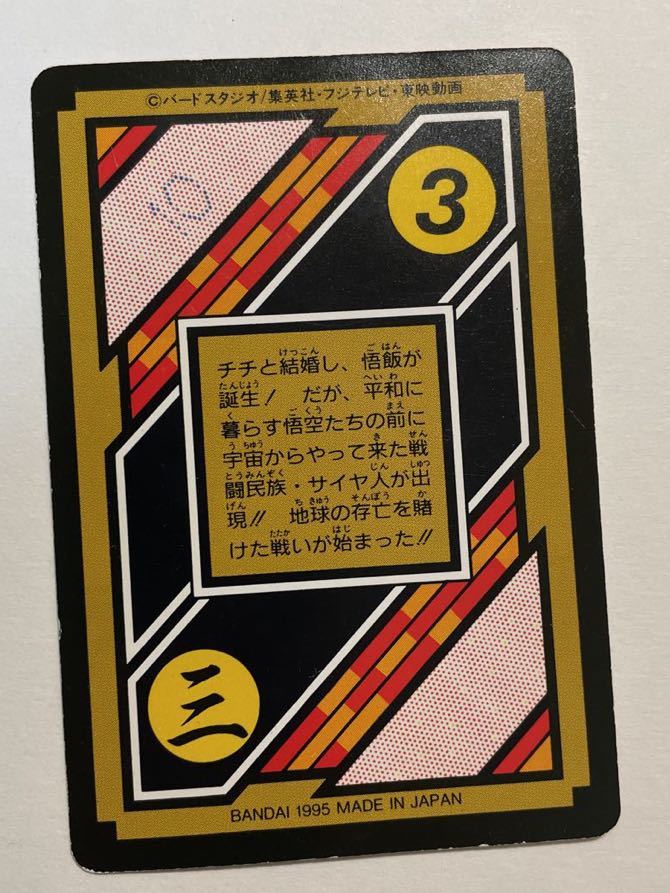 ©バードスタジオ/集英社・フジテレビ・東映動画
3
チチと結婚し、悟飯が
誕生! だが、平和に
暮らす悟空たちの前に
宇宙からやって来た戦
闘民族・サイヤ人が出
現!! 地球の存亡を賭
けた戦いが始まった!!
三
BANDAI 1995 MADE IN JAPAN